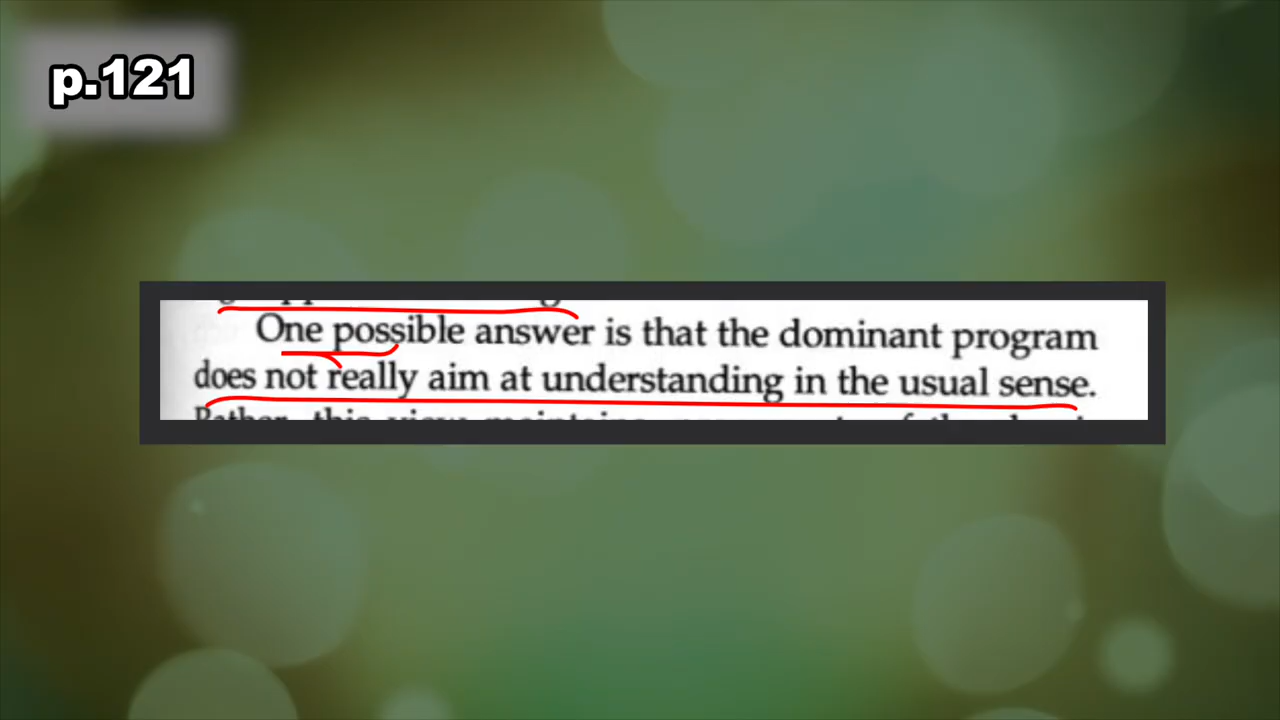 p.121
One possible answer is that the dominant program
does not really aim at understanding in the usual sense.